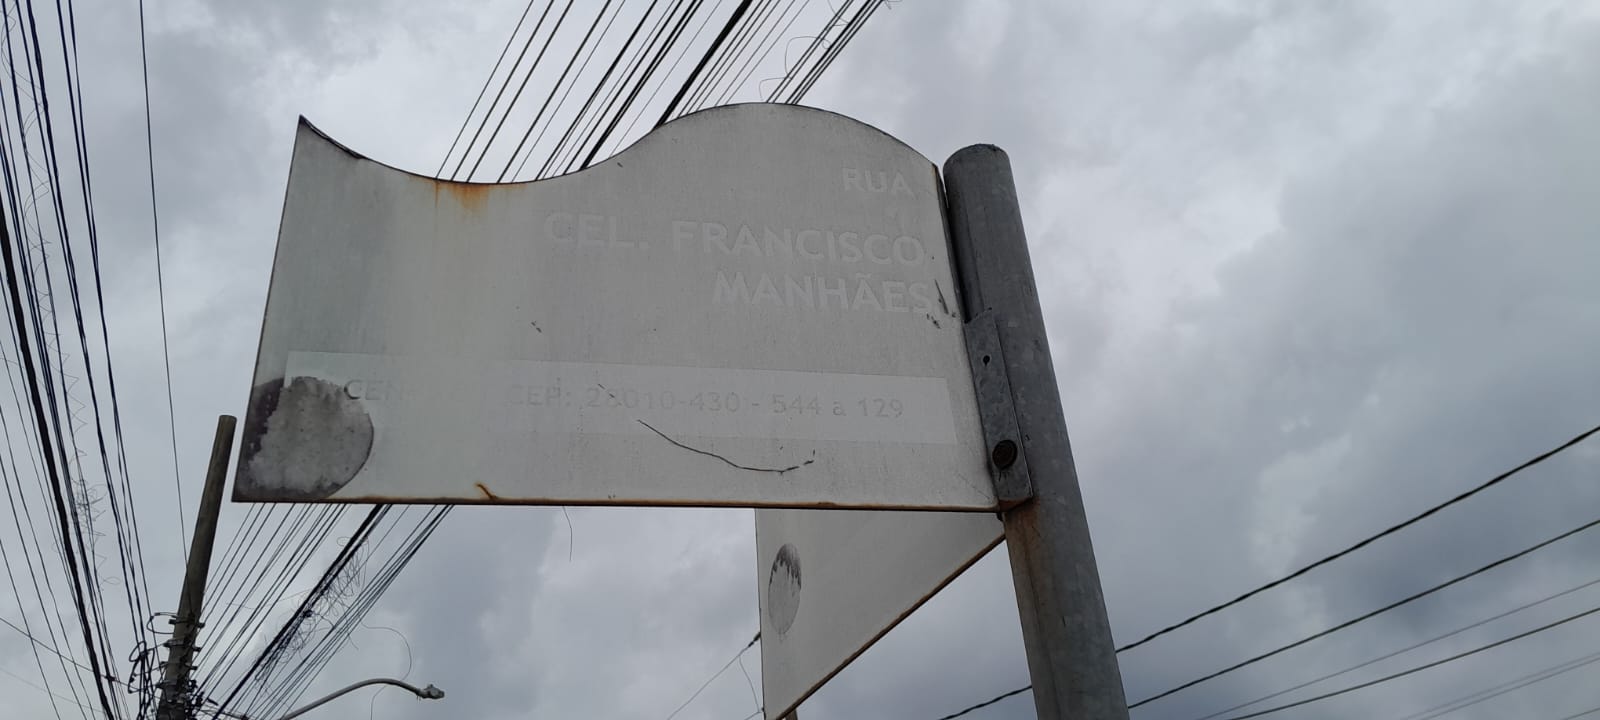 RUA
CEL. FRANCISCO
MANHÃES
CEP: 28010-430 - 544 a 129